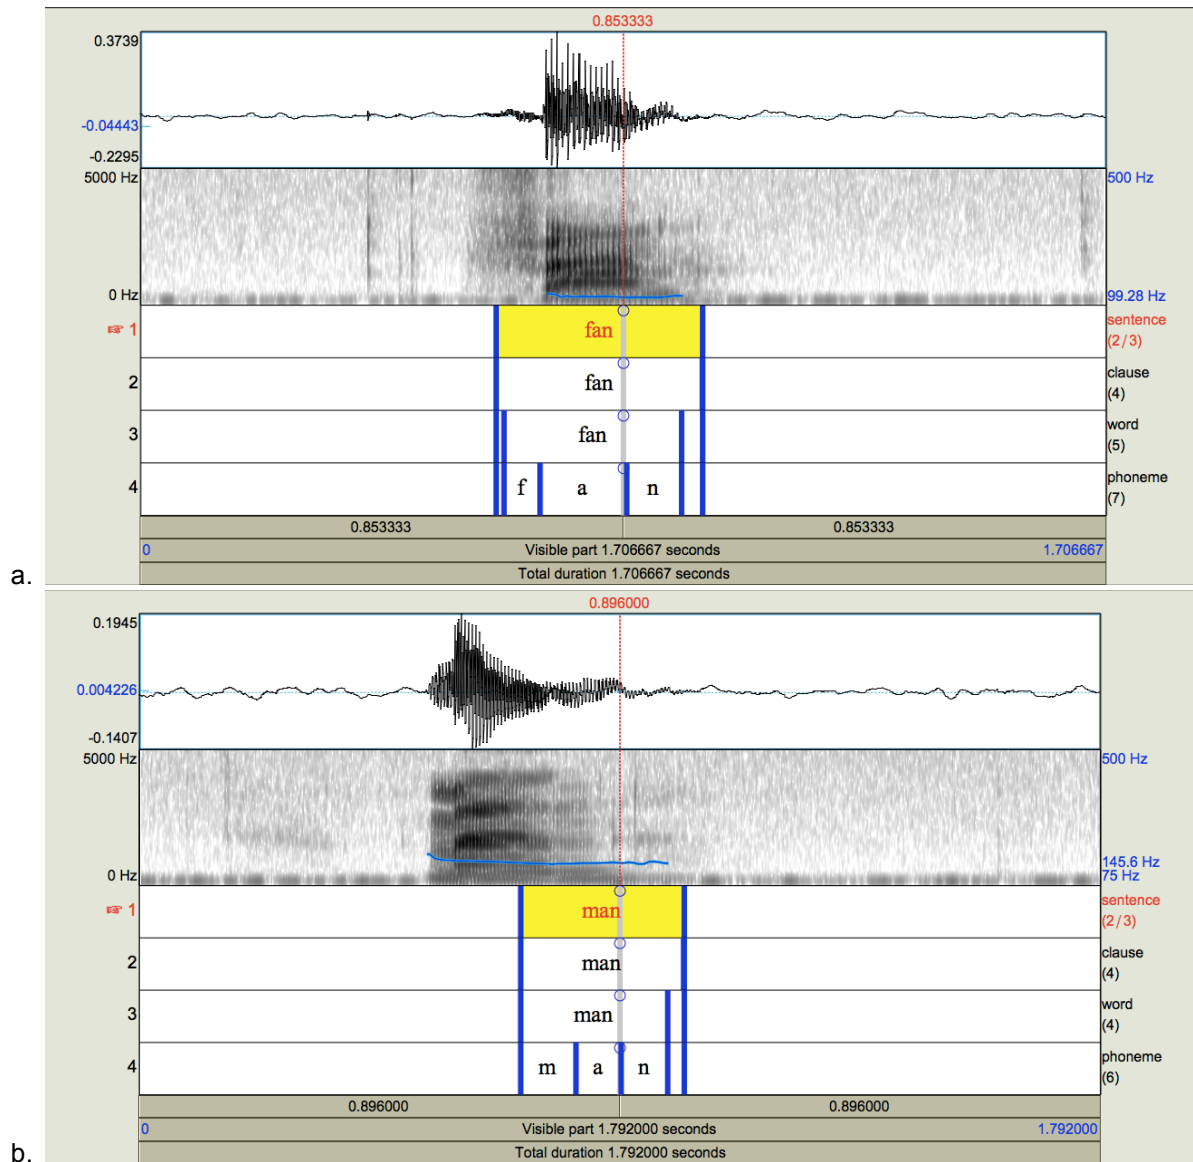 0.853333
0.3739
-0.04443
-0.2295
5000 Hz 500 Hz
0 Hz 99.28 Hz
1 fan sentence (2/3)
2 fan clause (4)
3 fan word (5)
4 f a n phoneme (7)
0.853333 0.853333
0 Visible part 1.706667 seconds 1.706667
a. Total duration 1.706667 seconds
0.896000
0.1945
0.004226
-0.1407
5000 Hz 500 Hz
145.6 Hz
0 Hz 75 Hz
1 man sentence (2/3)
2 man clause (4)
3 man word (4)
4 m a n phoneme (6)
0.896000 0.896000
0 Visible part 1.792000 seconds 1.792000
b. Total duration 1.792000 seconds